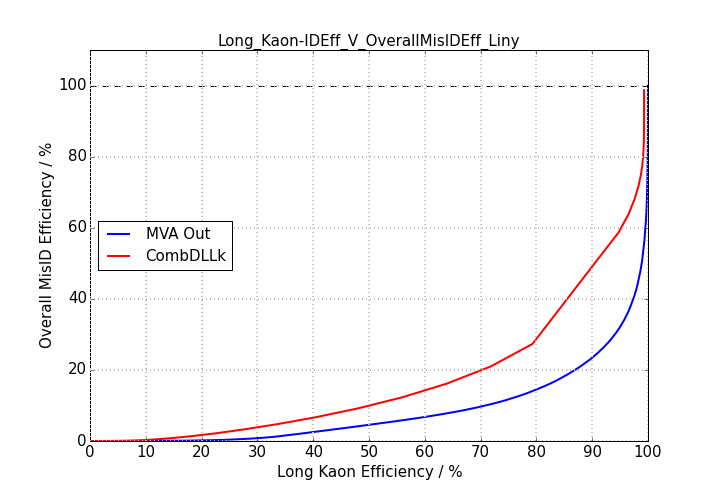 Long_Kaon-IDEff_V_OverallMisIDEff_Liny
100
80
60
40
20
0
Overall MisID Efficiency / %
MVA Out
CombDLLk
0 10 20 30 40 50 60 70 80 90 100
Long Kaon Efficiency / %